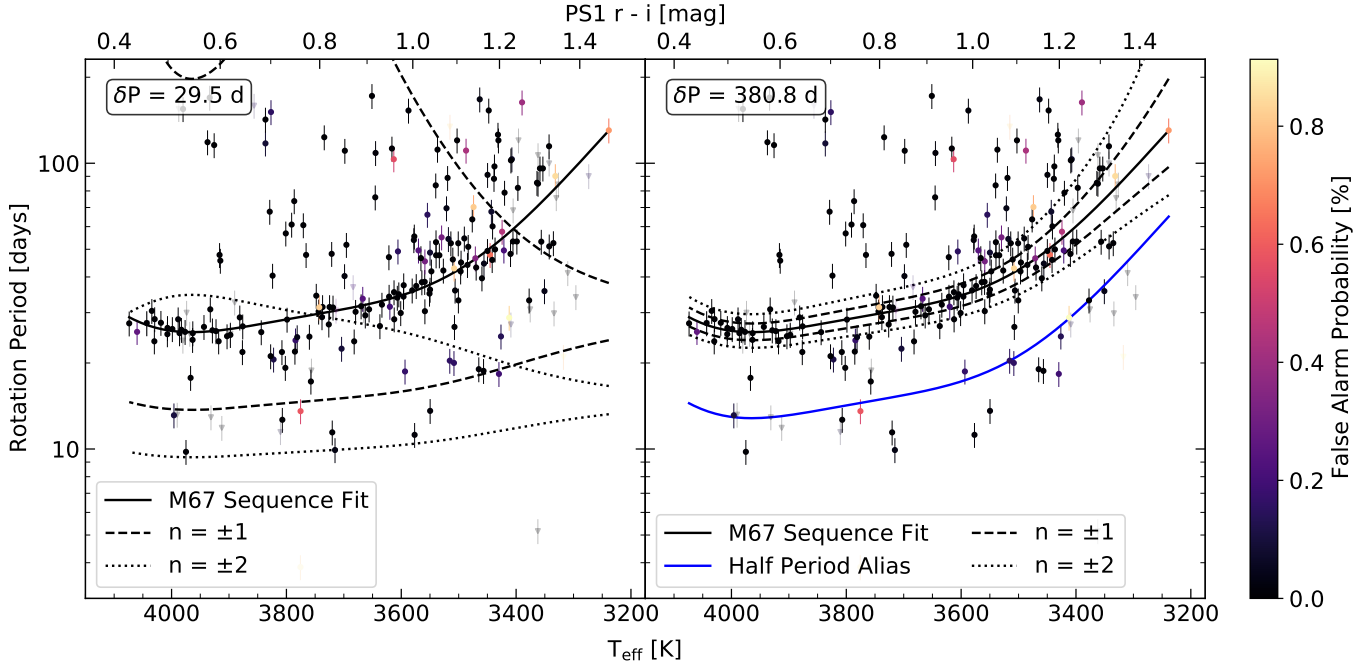 PS1 r - i [mag]
0.4 0.6 0.8 1.0 1.2 1.4 0.4 0.6 0.8 1.0 1.2 1.4
δP = 29.5 d
δP = 380.8 d
100
10
Rotation Period [days]
M67 Sequence Fit
n = ±1
n = ±2
M67 Sequence Fit
Half Period Alias
n = ±1
n = ±2
4000 3800 3600 3400 3200 4000 3800 3600 3400 3200
T_eff [K]
0.8
0.6
0.4
0.2
0.0
False Alarm Probability [%]